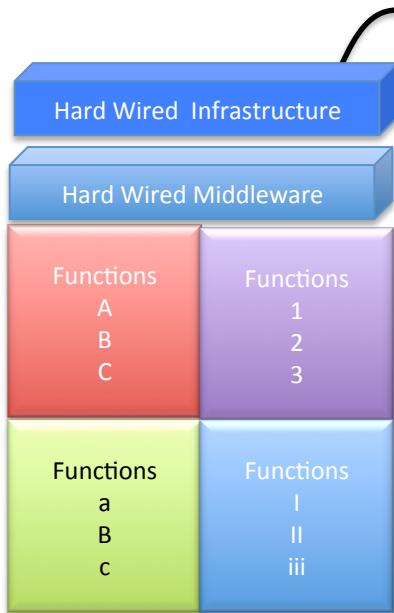 Hard Wired  Infrastructure
Hard Wired Middleware
Functions
A
B
C
Functions
1
2
3
Functions
a
B
c
Functions
I
II
iii